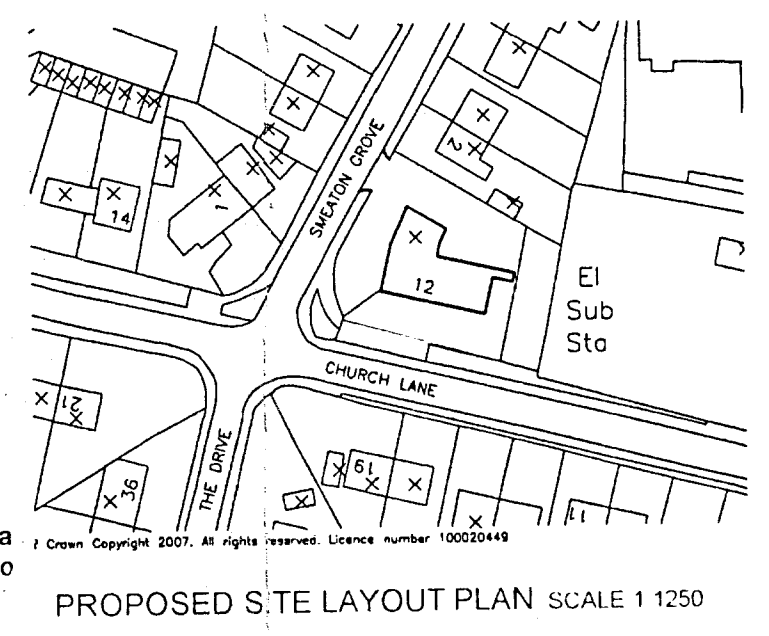 SMEATON GROVE
1
2
14
12
El
Sub
Sta
CHURCH LANE
21
THE DRIVE
36
19
11
a
Crown Copyright 2007. All rights reserved. Licence number 100020449
o
PROPOSED SITE LAYOUT PLAN SCALE 1 1250